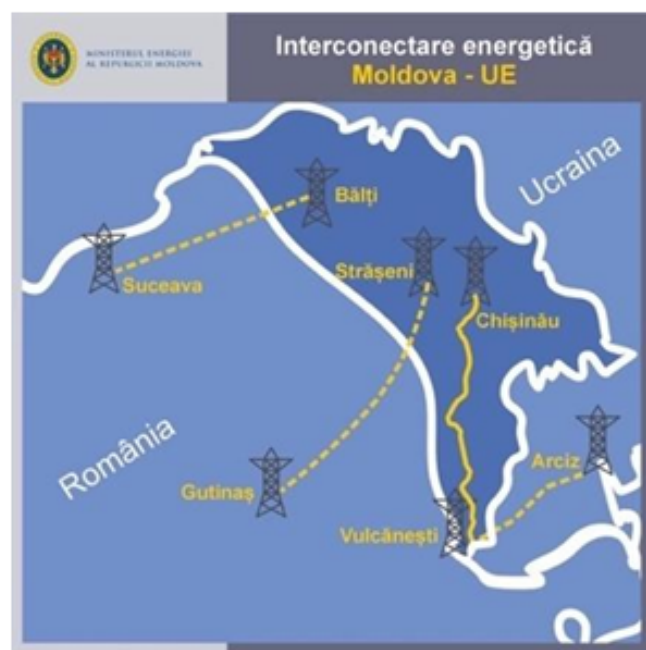 MINISTERUL ENERGIEI
AL REPUBLICII MOLDOVA
Interconectare energetică
Moldova - UE
Ucraina
Bălți
Strășeni
Suceava
Chișinău
România
Arciz
Gutinaș
Vulcănești